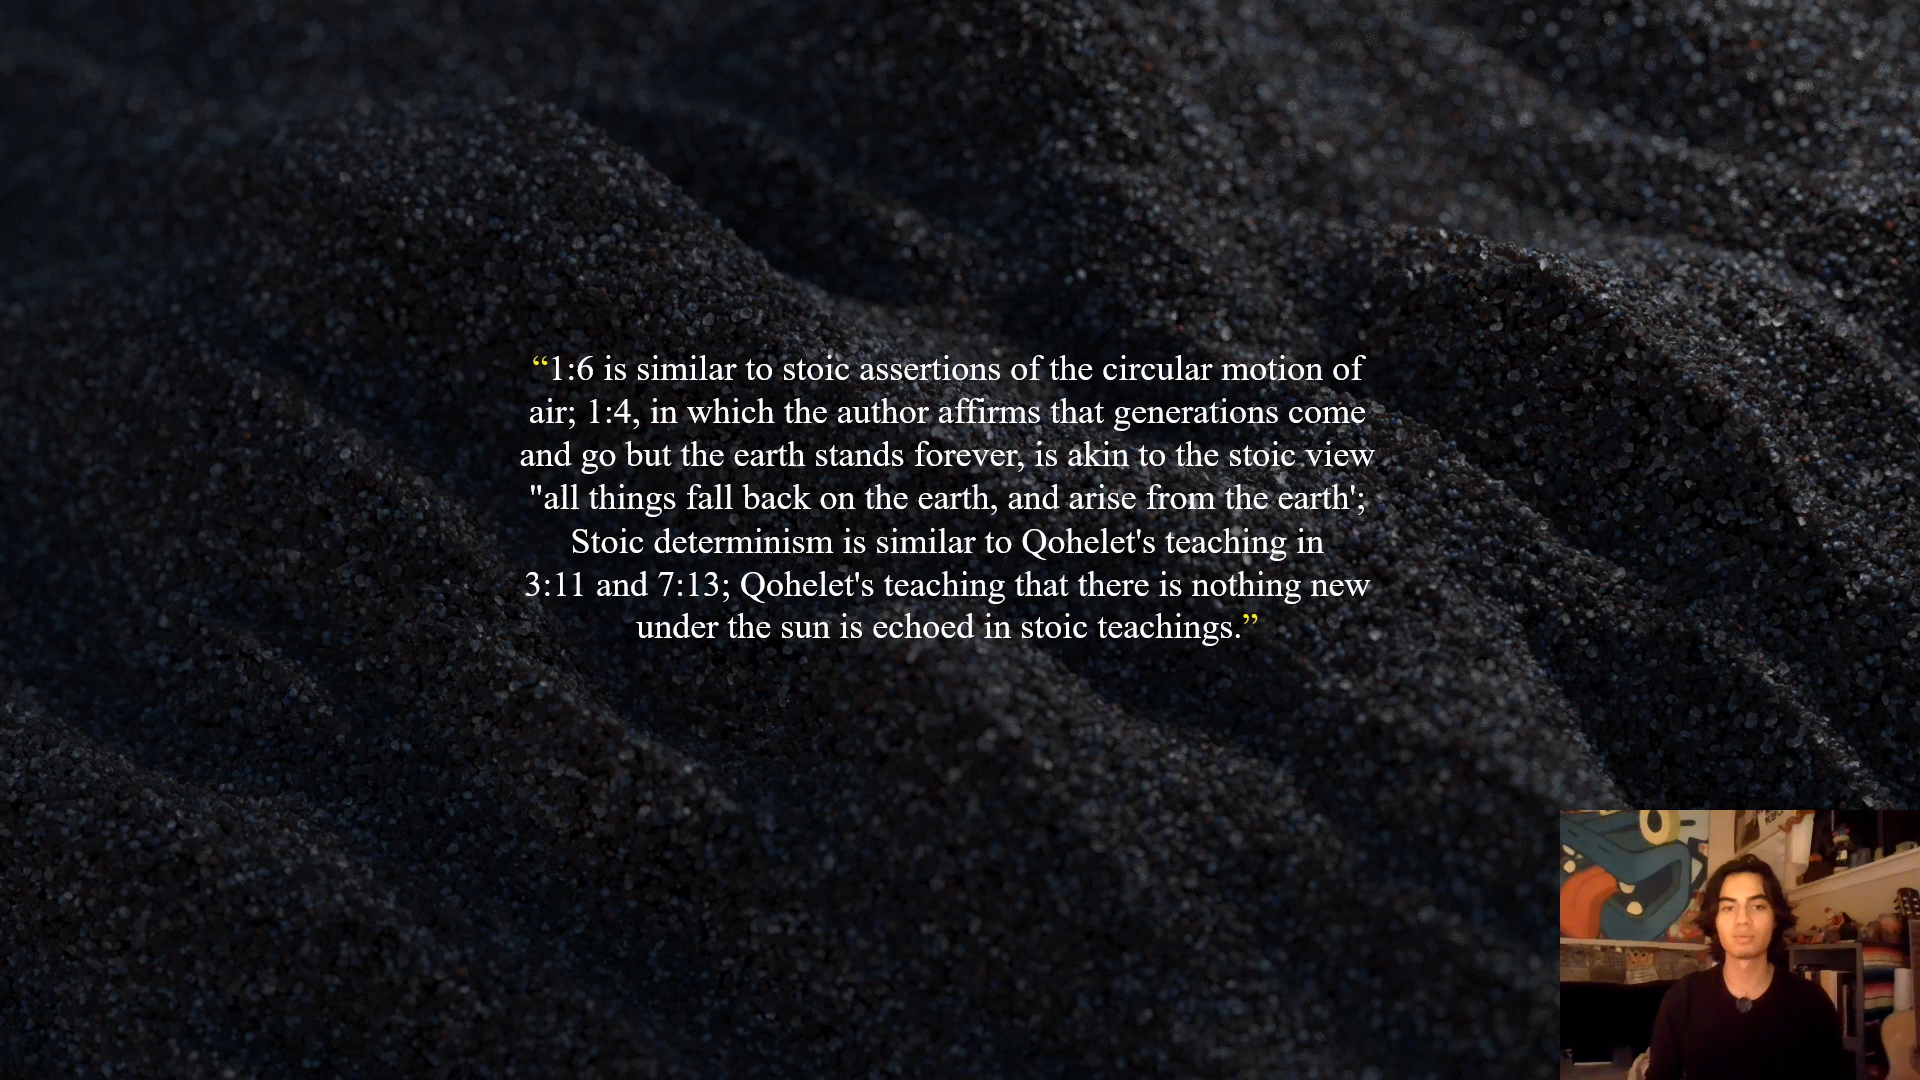 “1:6 is similar to stoic assertions of the circular motion of
air; 1:4, in which the author affirms that generations come
and go but the earth stands forever, is akin to the stoic view
"all things fall back on the earth, and arise from the earth';
Stoic determinism is similar to Qohelet's teaching in
3:11 and 7:13; Qohelet's teaching that there is nothing new
under the sun is echoed in stoic teachings.”